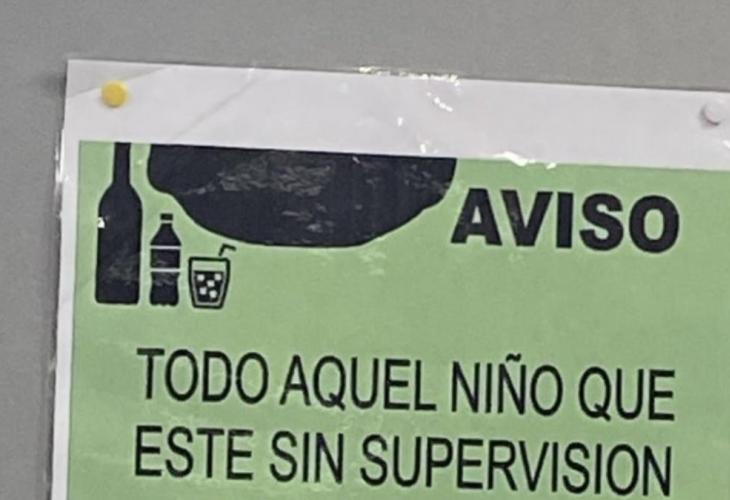 AVISO
TODO AQUEL NIÑO QUE
ESTE SIN SUPERVISION